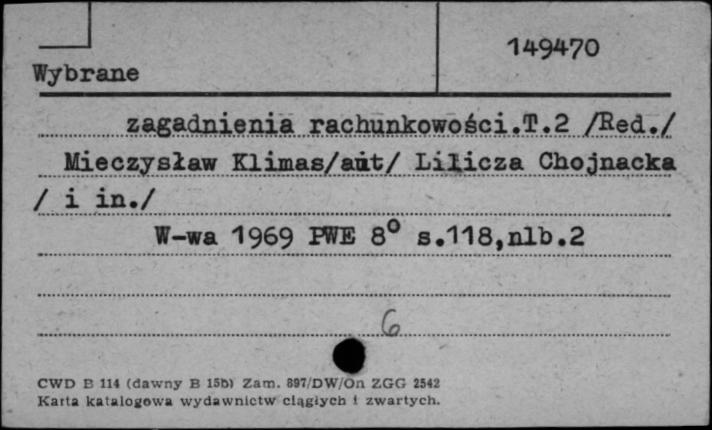 149470
Wybrane
zagadnienia rachunkowości.T.2 /Red./
Mieczysław Klimas/aut/ Lilicza Chojnacka
/ i in./
W-wa 1969 PWE 8° s.118,nlb.2
6
CWD B 114 (dawny B 15b) Zam. 897/DW/On ZGG 2542
Karta katalogowa wydawnictw ciągłych i zwartych.